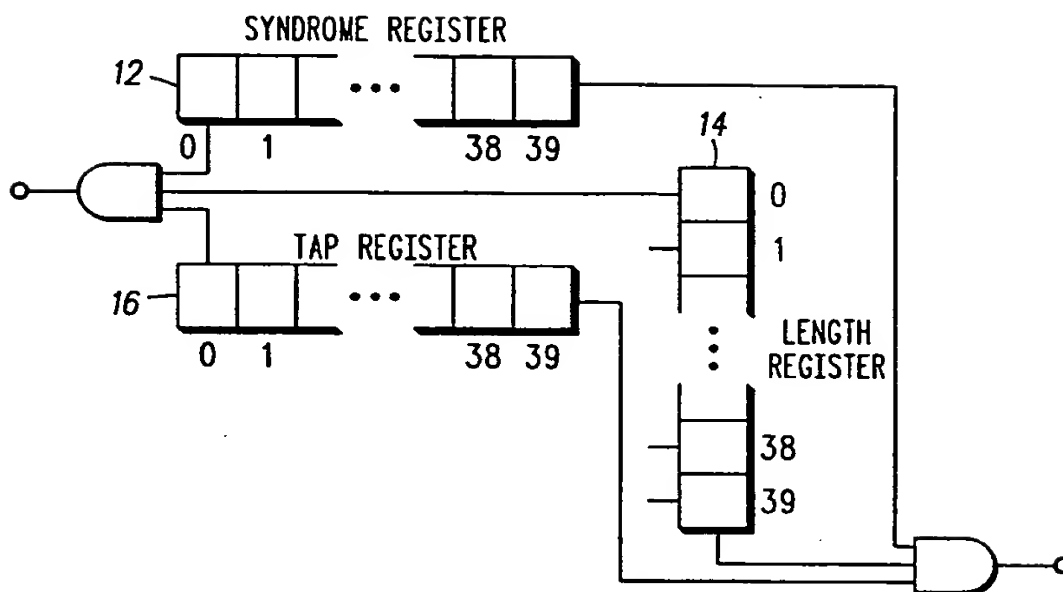 SYNDROME REGISTER
12
0 1 38 39
14
0
1
TAP REGISTER
16
0 1 38 39
LENGTH
REGISTER
38
39